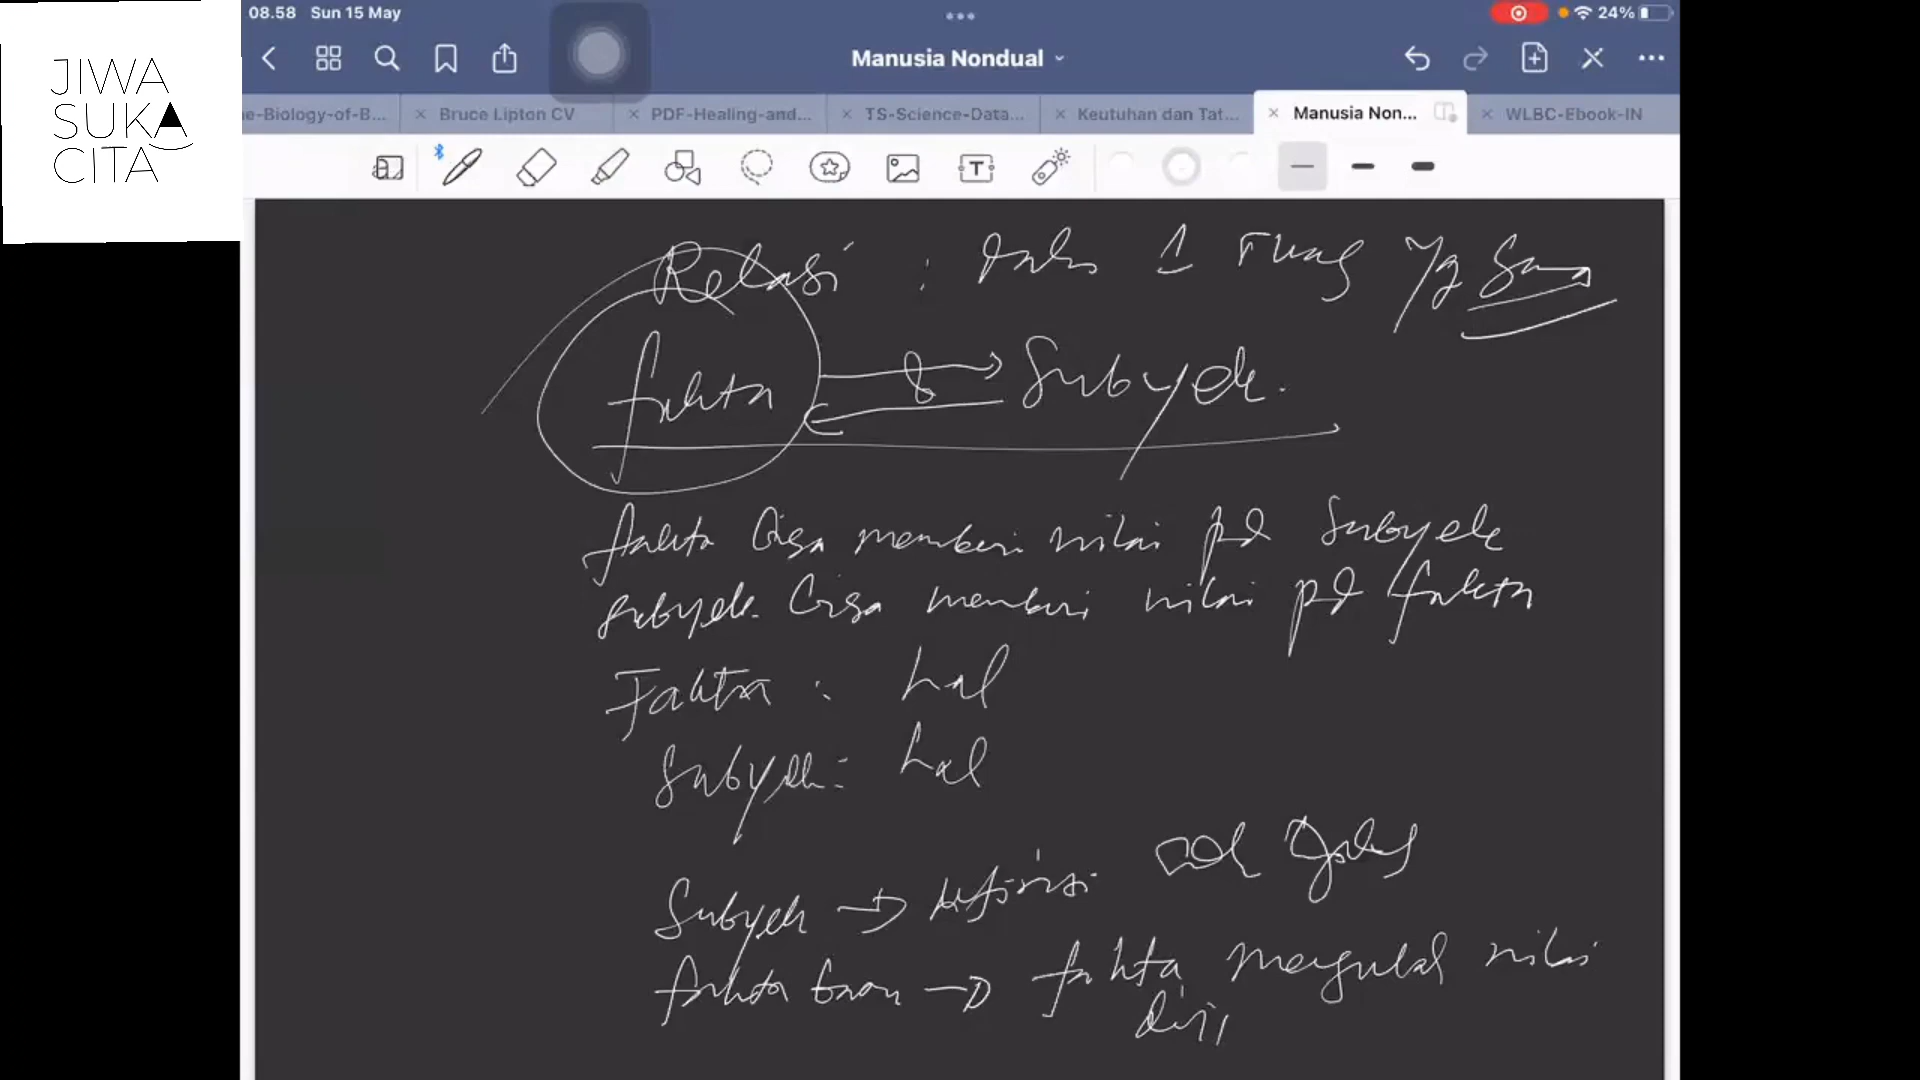 JIWA
SUKA
CITA
08.58 Sun 15 May
24%
Manusia Nondual
e-Biology-of-B...
Bruce Lipton CV
PDF-Healing-and...
TS-Science-Data...
Keutuhan dan Tat...
Manusia Non...
WLBC-Ebook-IN
Relasi : dalm 1 ruang yg sama
fakta Subyek.
fakta bisa memberi nilai pd Subyek
subyek bisa memberi nilai pd fakta
Fakta : hal
Subyek : hal
Subyek → definisi
fakta → fakta mengubah nilai
diri